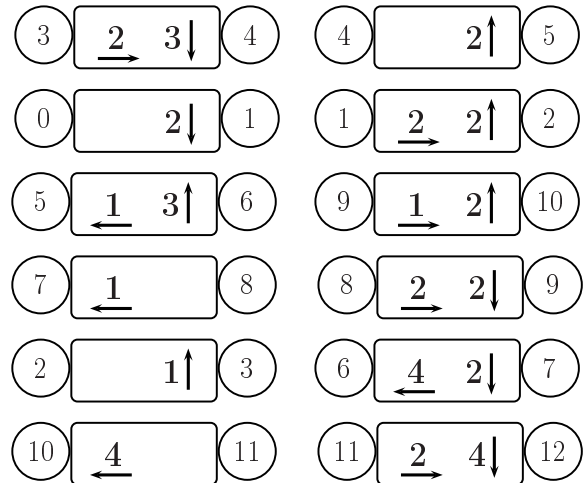 3 2 → 3 ↓ 4 4 2 ↑ 5
0 2 ↓ 1 1 2 → 2 ↑ 2
5 1 ← 3 ↑ 6 9 1 → 2 ↑ 10
7 1 ← 8 8 2 → 2 ↓ 9
2 1 ↑ 3 6 4 ← 2 ↓ 7
10 4 ← 11 11 2 → 4 ↓ 12